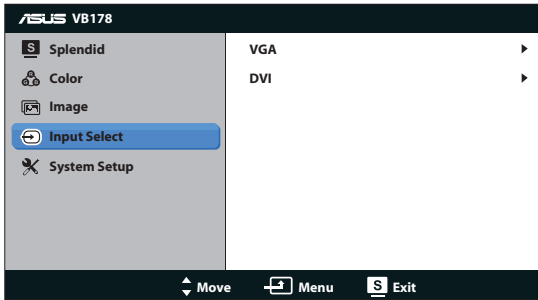 ASUS VB178
S Splendid
Color
Image
Input Select
System Setup
VGA
DVI
Move Menu S Exit